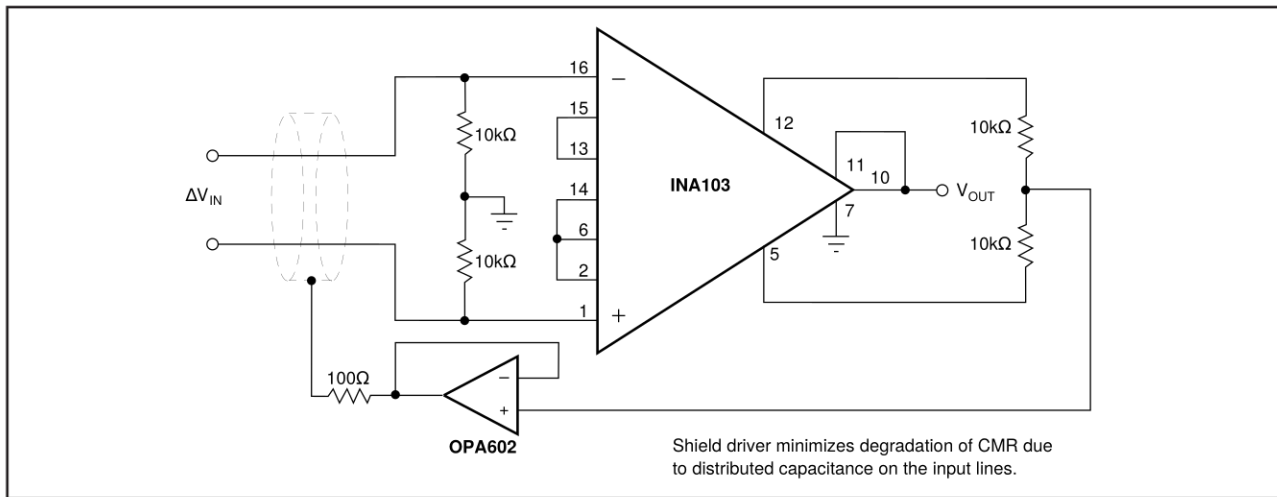 16
−
15
13
12
10kΩ
10kΩ
11
10
ΔV_IN
INA103
14
V_OUT
6
7
10kΩ
10kΩ
2
5
1
+
100Ω
−
+
OPA602
Shield driver minimizes degradation of CMR due
to distributed capacitance on the input lines.